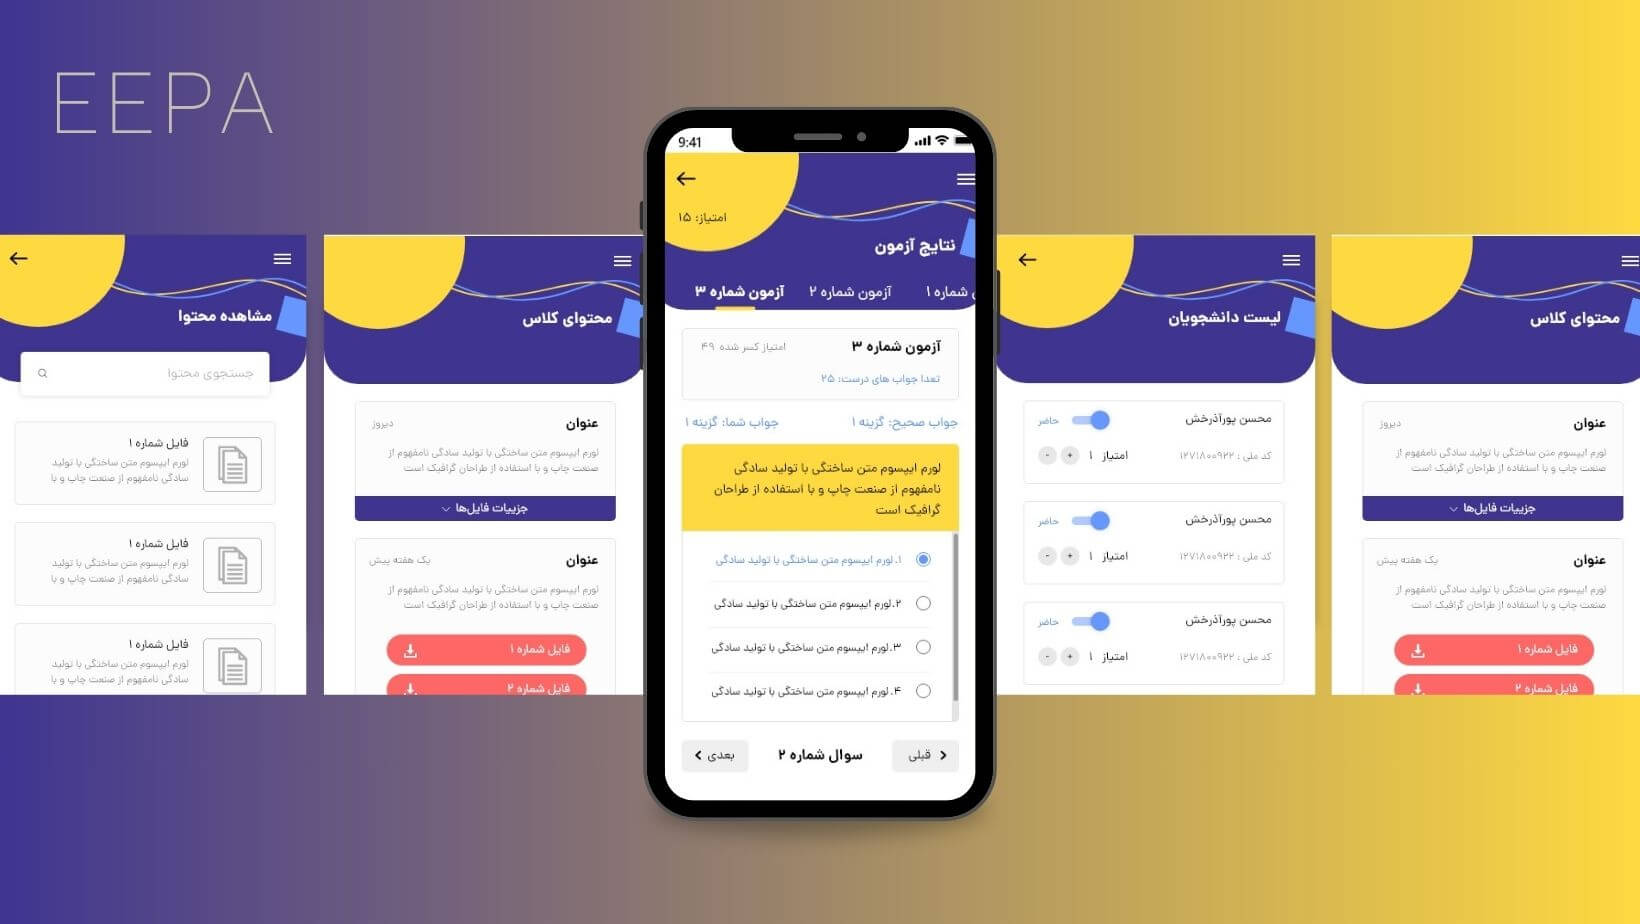 EEPA
مشاهده محتوا
جستجوی محتوا
فایل شماره ۱
لورم ایپسوم متن ساختگی با تولید
سادگی نامفهوم از صنعت چاپ و با
فایل شماره ۱
لورم ایپسوم متن ساختگی با تولید
سادگی نامفهوم از صنعت چاپ و با
فایل شماره ۱
لورم ایپسوم متن ساختگی با تولید
سادگی نامفهوم از صنعت چاپ و با
محتوای کلاس
عنوان دیروز
لورم ایپسوم متن ساختگی با تولید سادگی نامفهوم از
صنعت چاپ و با استفاده از طراحان گرافیک است
جزییات فایل‌ها
عنوان یک هفته پیش
لورم ایپسوم متن ساختگی با تولید سادگی نامفهوم از
صنعت چاپ و با استفاده از طراحان گرافیک است
فایل شماره ۱
فایل شماره ۲
9:41
امتیاز: ۱۵
نتایج آزمون
شماره ۱ آزمون شماره ۲ آزمون شماره ۳
آزمون شماره ۳ امتیاز کسر شده ۴۹
تعدا جواب های درست: ۲۵
جواب صحیح: گزینه ۱ جواب شما: گزینه ۱
لورم ایپسوم متن ساختگی با تولید سادگی
نامفهوم از صنعت چاپ و با استفاده از طراحان
گرافیک است
۱.لورم ایپسوم متن ساختگی با تولید سادگی
۲.لورم ایپسوم متن ساختگی با تولید سادگی
۳.لورم ایپسوم متن ساختگی با تولید سادگی
۴.لورم ایپسوم متن ساختگی با تولید سادگی
قبلی سوال شماره ۲ بعدی
لیست دانشجویان
محسن پورآذرخش حاضر
کد ملی : ۱۲۷۱۸۰۰۹۲۲ امتیاز ۱ + -
محسن پورآذرخش حاضر
کد ملی : ۱۲۷۱۸۰۰۹۲۲ امتیاز ۱ + -
محسن پورآذرخش حاضر
کد ملی : ۱۲۷۱۸۰۰۹۲۲ امتیاز ۱ + -
محتوای کلاس
عنوان دیروز
لورم ایپسوم متن ساختگی با تولید سادگی نامفهوم از
صنعت چاپ و با استفاده از طراحان گرافیک است
جزییات فایل‌ها
عنوان یک هفته پیش
لورم ایپسوم متن ساختگی با تولید سادگی نامفهوم از
صنعت چاپ و با استفاده از طراحان گرافیک است
فایل شماره ۱
فایل شماره ۲